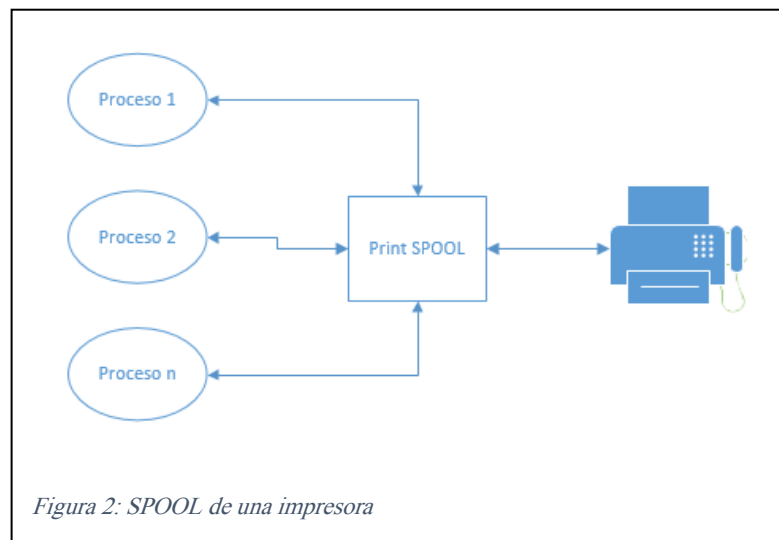 Proceso 1
Proceso 2
Print SPOOL
Proceso n
Figura 2: SPOOL de una impresora